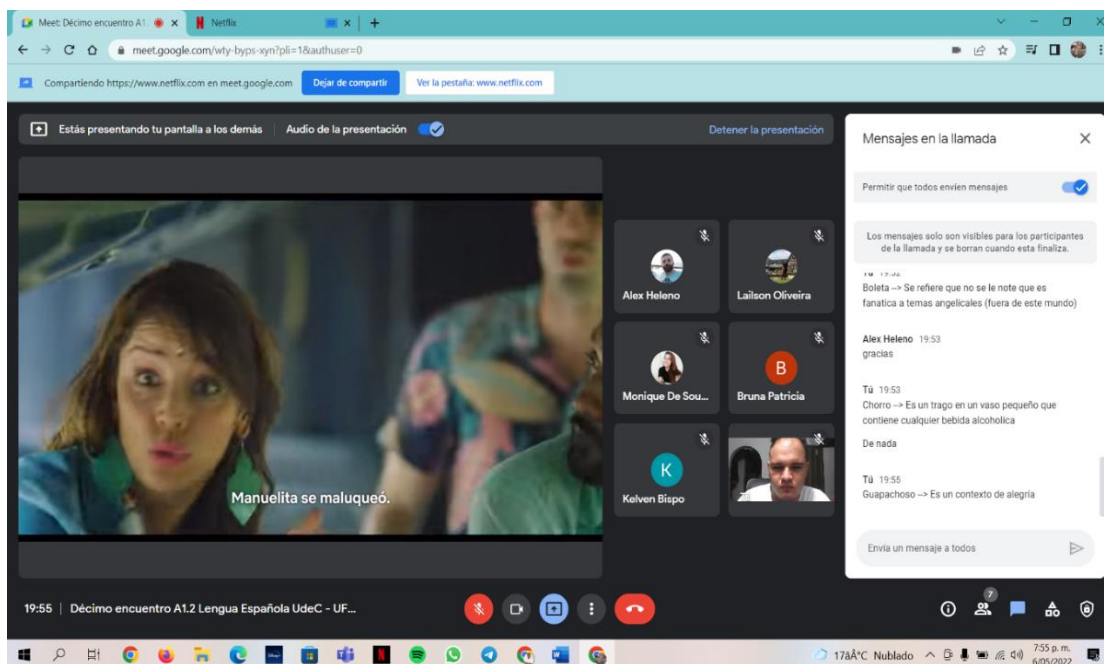 Meet: Décimo encuentro A1.
Netflix
meet.google.com/wty-byps-xyn?pli=1&authuser=0
Compartiendo https://www.netflix.com en meet.google.com
Dejar de compartir
Ver la pestaña: www.netflix.com
Estás presentando tu pantalla a los demás
Audio de la presentación
Detener la presentación
Manuelita se maluqueó.
Alex Heleno
Lailson Oliveira
Monique De Sou...
B
Bruna Patricia
K
Kelven Bispo
Mensajes en la llamada
Permitir que todos envíen mensajes
Los mensajes solo son visibles para los participantes
de la llamada y se borran cuando esta finaliza.
Boleta --> Se refiere que no se le note que es
fanatica a temas angelicales (fuera de este mundo)
Alex Heleno 19:53
gracias
Tú 19:53
Chorro --> Es un trago en un vaso pequeño que
contiene cualquier bebida alcoholica
De nada
Tú 19:55
Guapachoso --> Es un contexto de alegría
Envía un mensaje a todos
19:55 | Décimo encuentro A1.2 Lengua Española UdeC - UF...
7
17âÂ°C Nublado
7:55 p. m.
6/05/2022